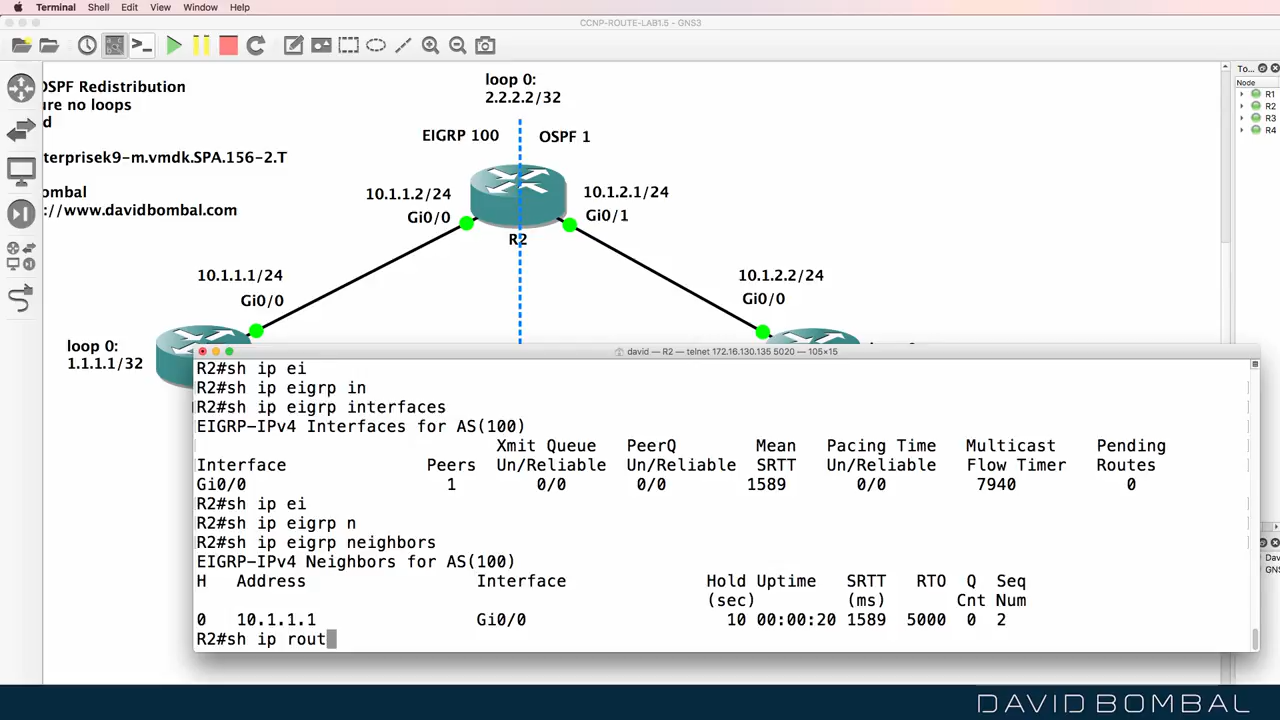 Terminal Shell Edit View Window Help
CCNP-ROUTE-LAB1.5 - GNS3
To...
Node
R1
R2
R3
R4
OSPF Redistribution
ure no loops
d
terprisek9-m.vmdk.SPA.156-2.T
ombal
://www.davidbombal.com
loop 0:
2.2.2.2/32
EIGRP 100
OSPF 1
10.1.1.2/24
Gi0/0
10.1.2.1/24
Gi0/1
R2
10.1.1.1/24
Gi0/0
10.1.2.2/24
Gi0/0
loop 0:
1.1.1.1/32
david — R2 — telnet 172.16.130.135 5020 — 105×15
R2#sh ip ei
R2#sh ip eigrp in
R2#sh ip eigrp interfaces
EIGRP-IPv4 Interfaces for AS(100)
Xmit Queue PeerQ Mean Pacing Time Multicast Pending
Interface Peers Un/Reliable Un/Reliable SRTT Un/Reliable Flow Timer Routes
Gi0/0 1 0/0 0/0 1589 0/0 7940 0
R2#sh ip ei
R2#sh ip eigrp n
R2#sh ip eigrp neighbors
EIGRP-IPv4 Neighbors for AS(100)
H Address Interface Hold Uptime SRTT RTO Q Seq
(sec) (ms) Cnt Num
0 10.1.1.1 Gi0/0 10 00:00:20 1589 5000 0 2
R2#sh ip rout
Da
GNS
DAVID BOMBAL